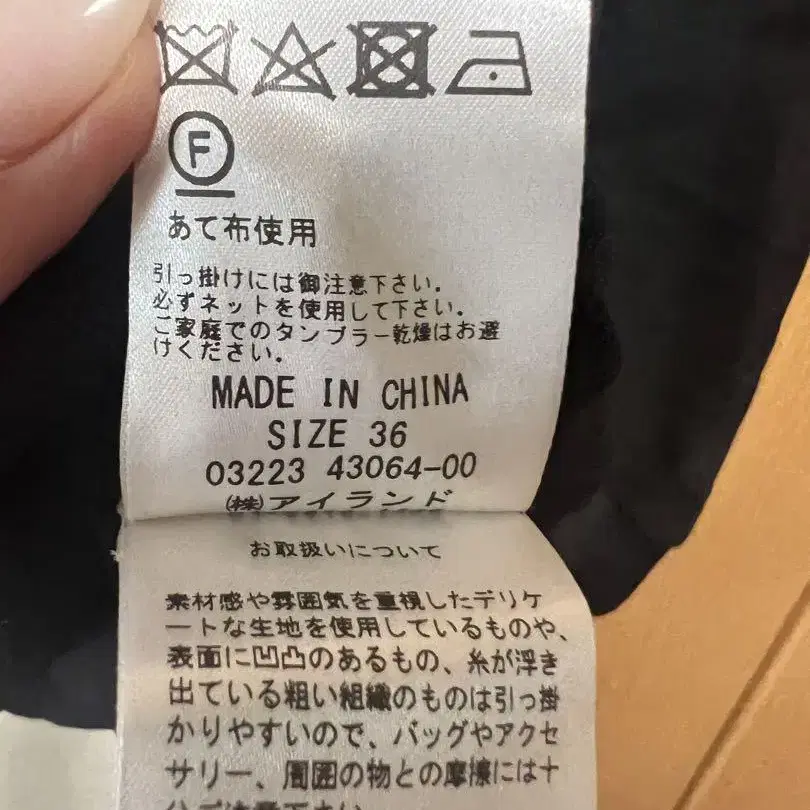 F
あて布使用
引っ掛けには御注意下さい。
必ずネットを使用して下さい。
ご家庭でのタンブラー乾燥はお避
けください。
MADE IN CHINA
SIZE 36
03223 43064-00
㈱アイランド
お取扱いについて
素材感や雰囲気を重視したデリケ
ートな生地を使用しているものや、
表面に凹凸のあるもの、糸が浮き
出ている粗い組織のものは引っ掛
かりやすいので、バッグやアクセ
サリー、周囲の物との摩擦には十